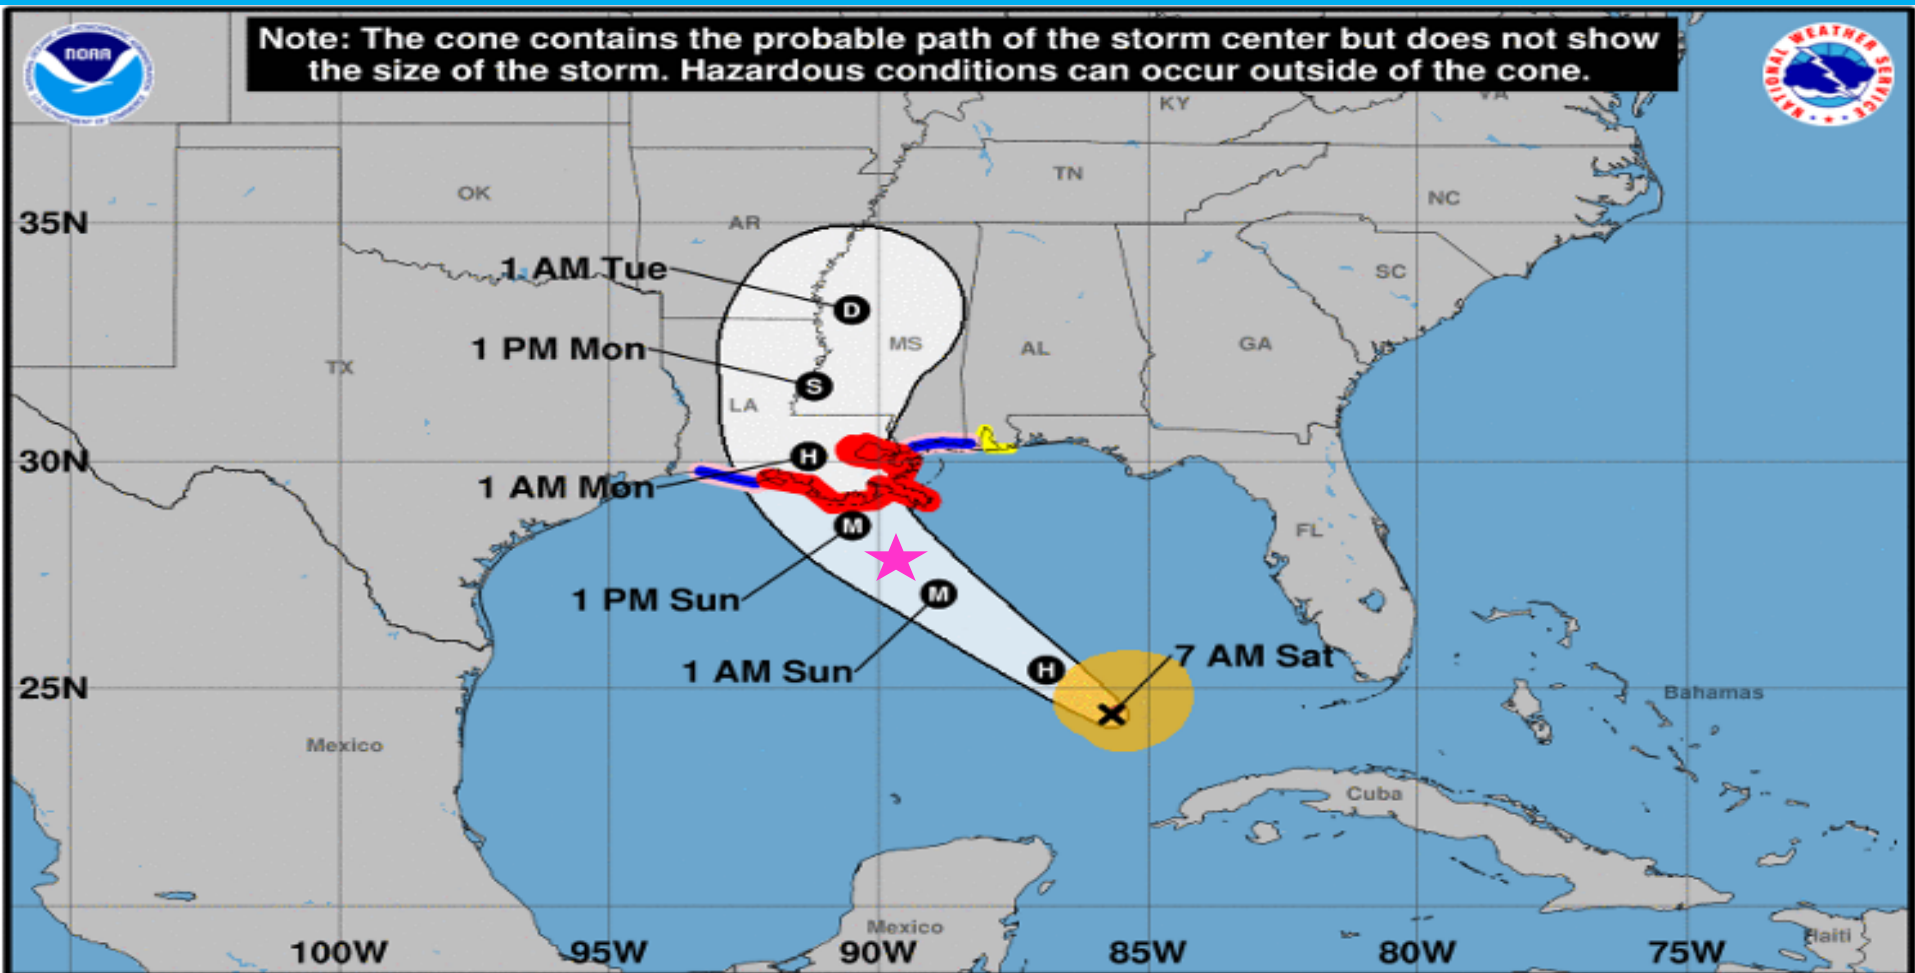 Note: The cone contains the probable path of the storm center but does not show
the size of the storm. Hazardous conditions can occur outside of the cone.
NOAA
NATIONAL WEATHER SERVICE
KY
VA
OK
TN
NC
35N
AR
SC
1 AM Tue
D
1 PM Mon
MS
AL
GA
TX
S
LA
30N
H
1 AM Mon
M
FL
1 PM Sun
M
1 AM Sun
H
7 AM Sat
25N
Bahamas
Mexico
Cuba
Mexico
Haiti
100W
95W
90W
85W
80W
75W